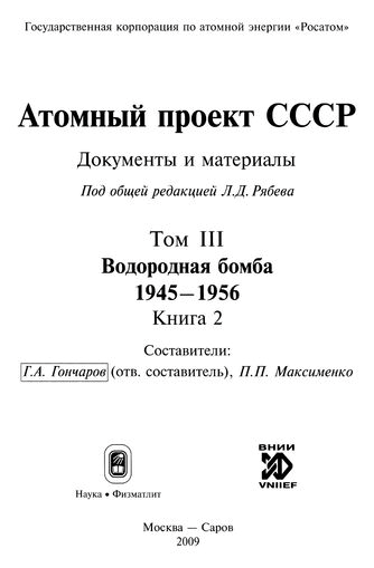 Государственная корпорация по атомной энергии «Росатом»
Атомный проект СССР
Документы и материалы
Под общей редакцией Л.Д. Рябева
Том III
Водородная бомба
1945—1956
Книга 2
Составители:
Г.А. Гончаров (отв. составитель), П.П. Максименко
ВНИИ
VNIIEF
Наука • Физматлит
Москва — Саров
2009